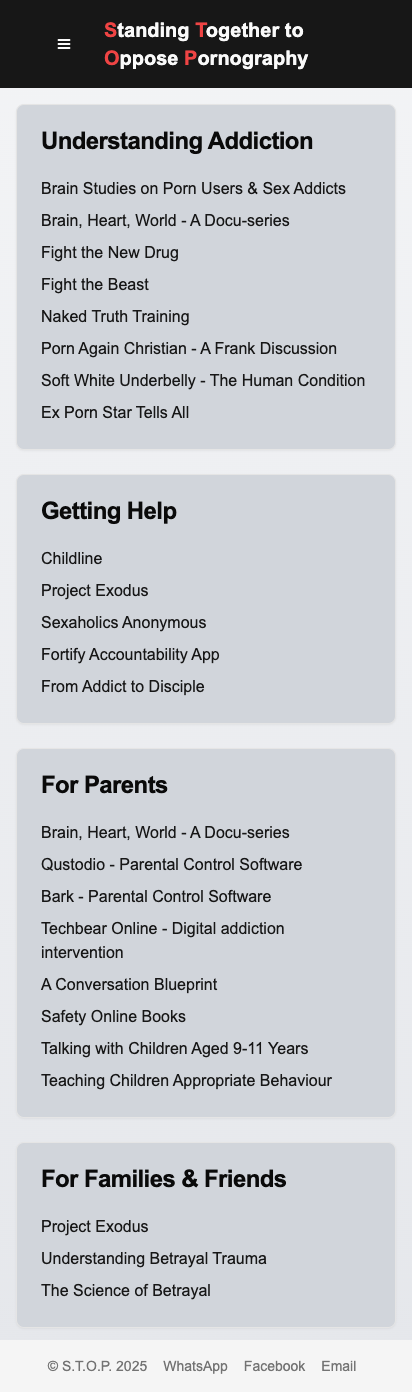 ≡
Standing Together to
Oppose Pornography
Understanding Addiction
Brain Studies on Porn Users & Sex Addicts
Brain, Heart, World - A Docu-series
Fight the New Drug
Fight the Beast
Naked Truth Training
Porn Again Christian - A Frank Discussion
Soft White Underbelly - The Human Condition
Ex Porn Star Tells All
Getting Help
Childline
Project Exodus
Sexaholics Anonymous
Fortify Accountability App
From Addict to Disciple
For Parents
Brain, Heart, World - A Docu-series
Qustodio - Parental Control Software
Bark - Parental Control Software
Techbear Online - Digital addiction
intervention
A Conversation Blueprint
Safety Online Books
Talking with Children Aged 9-11 Years
Teaching Children Appropriate Behaviour
For Families & Friends
Project Exodus
Understanding Betrayal Trauma
The Science of Betrayal
© S.T.O.P. 2025 WhatsApp Facebook Email